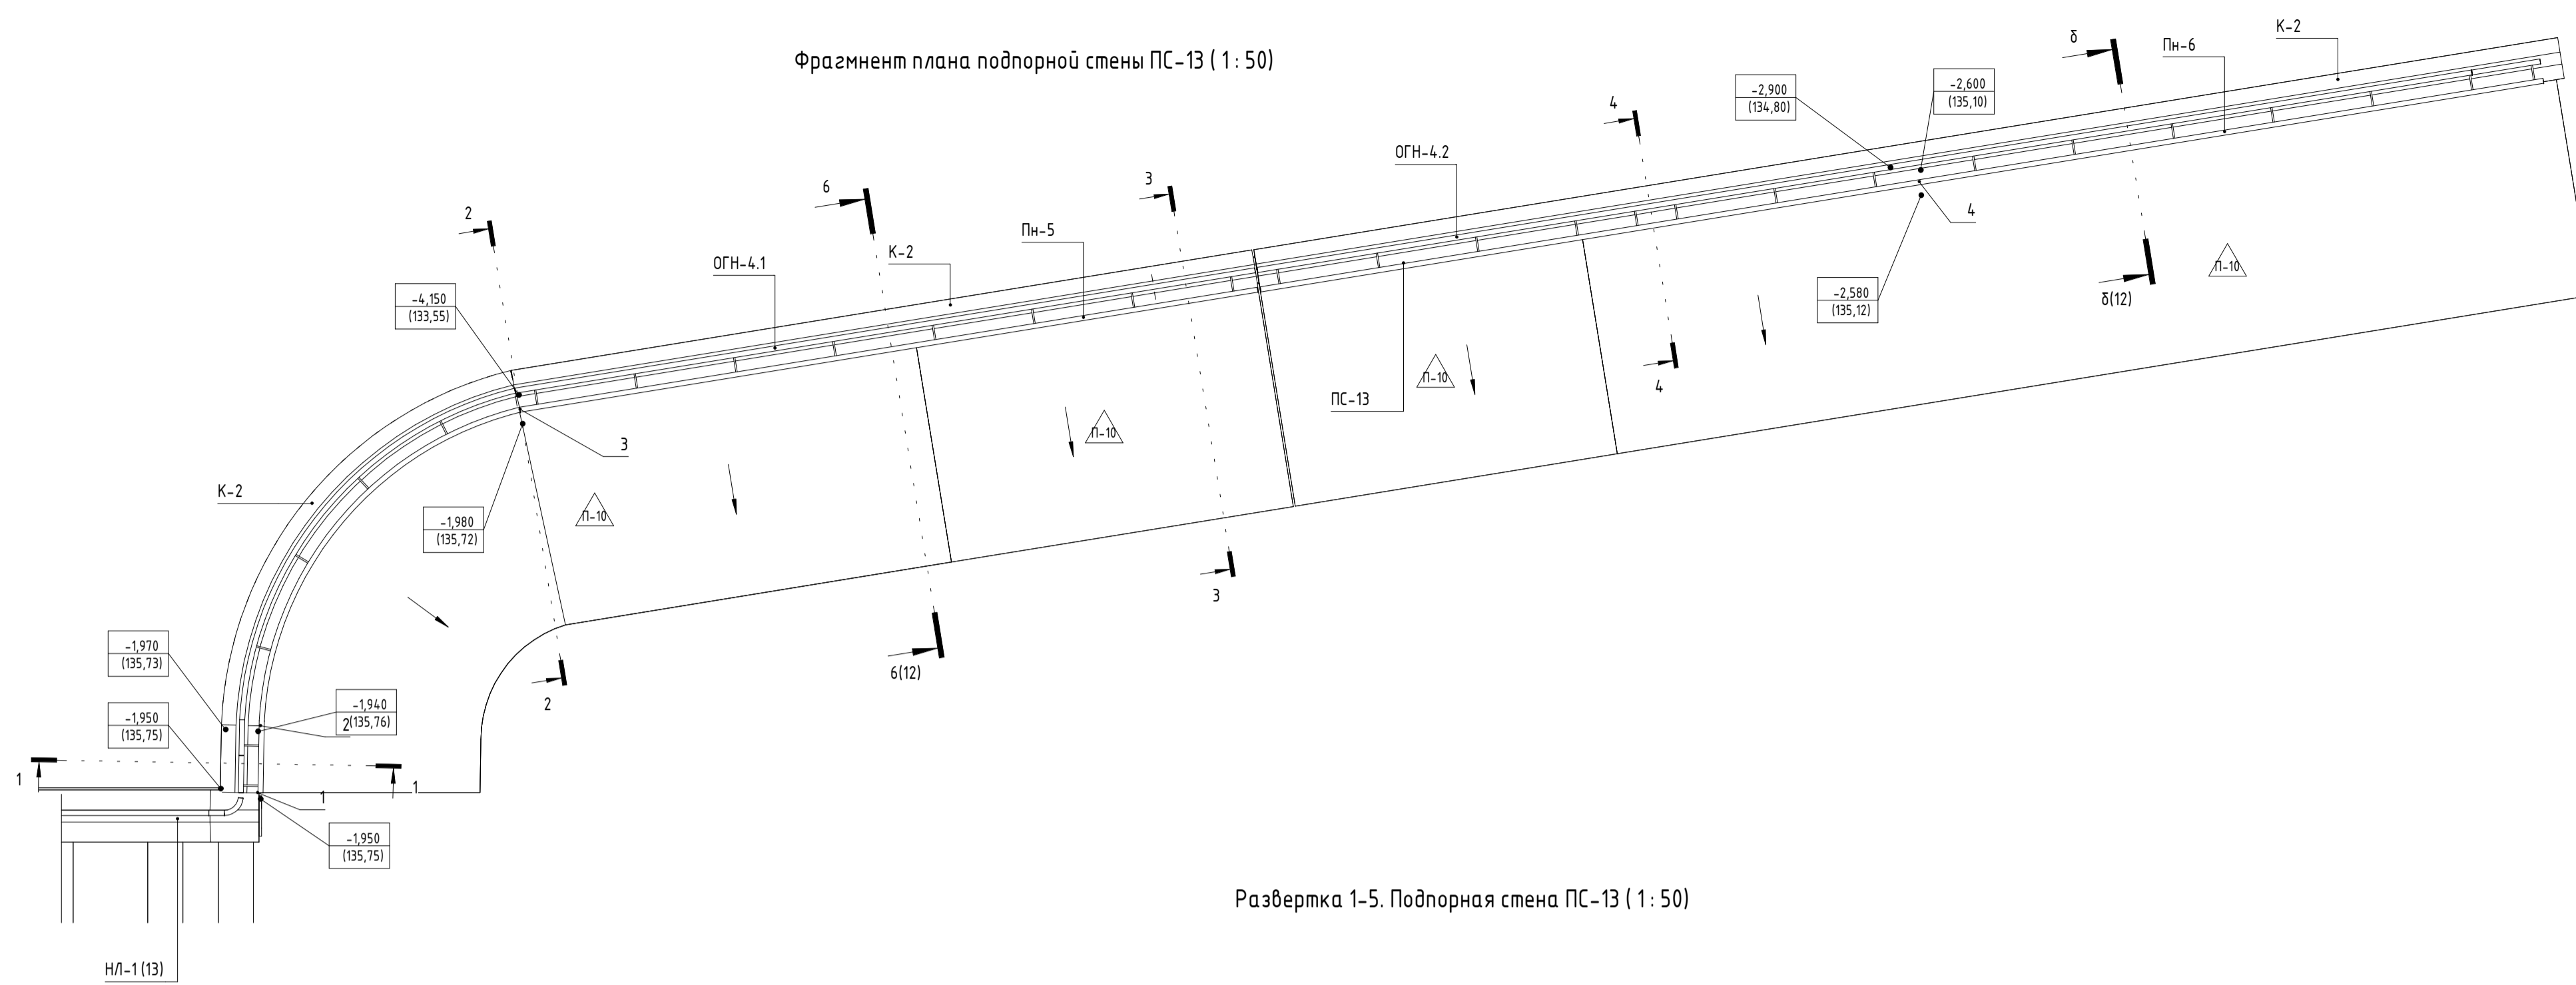 Фрагмнент плана подпорной стены ПС-13 ( 1 : 50)
К-2
δ
Пн-6
-2,900
(134,80)
-2,600
(135,10)
4
3
ОГН-4.2
6
2
4
Пн-5
К-2
ОГН-4.1
П-10
-2,580
(135,12)
δ(12)
-4,150
(133,55)
П-10
4
ПС-13
П-10
3
К-2
П-10
-1,980
(135,72)
3
-1,970
(135,73)
6(12)
2
-1,940
2(135,76)
-1,950
(135,75)
1
1
1
-1,950
(135,75)
Развертка 1-5. Подпорная стена ПС-13 ( 1 : 50)
НЛ-1 (13)